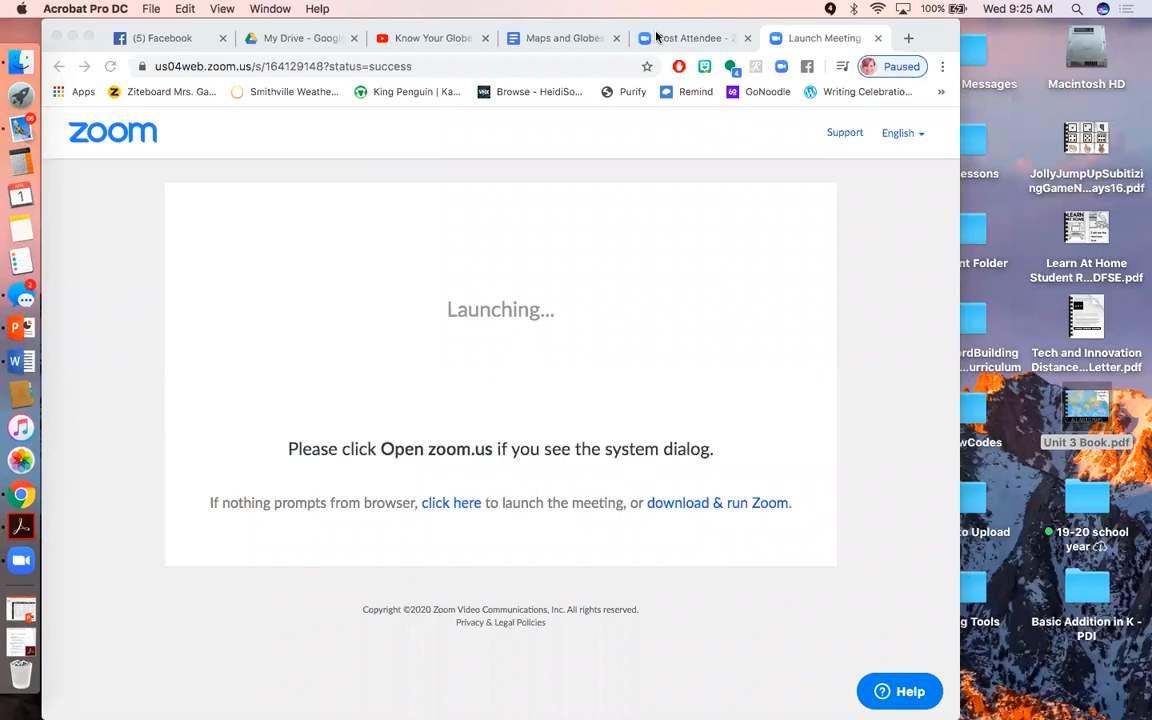 Acrobat Pro DC File Edit View Window Help 100% Wed 9:25 AM
(5) Facebook My Drive - Googl Know Your Globe Maps and Globes Post Attendee - Z Launch Meeting
us04web.zoom.us/s/164129148?status=success Paused
Apps Ziteboard Mrs. Ga... Smithville Weathe... King Penguin | Ka... Browse - HeidiSo... Purify Remind GoNoodle Writing Celebratio... »
zoom
Support English
Launching...
Please click Open zoom.us if you see the system dialog.
If nothing prompts from browser, click here to launch the meeting, or download & run Zoom.
Copyright ©2020 Zoom Video Communications, Inc. All rights reserved.
Privacy & Legal Policies
Help
Messages Macintosh HD
essons JollyJumpUpSubitizi
ngGameN...ays16.pdf
nt Folder Learn At Home
Student R...DFSE.pdf
rdBuilding Tech and Innovation
urriculum Distance...Letter.pdf
wCodes Unit 3 Book.pdf
to Upload 19-20 school
year
g Tools Basic Addition in K -
PDI